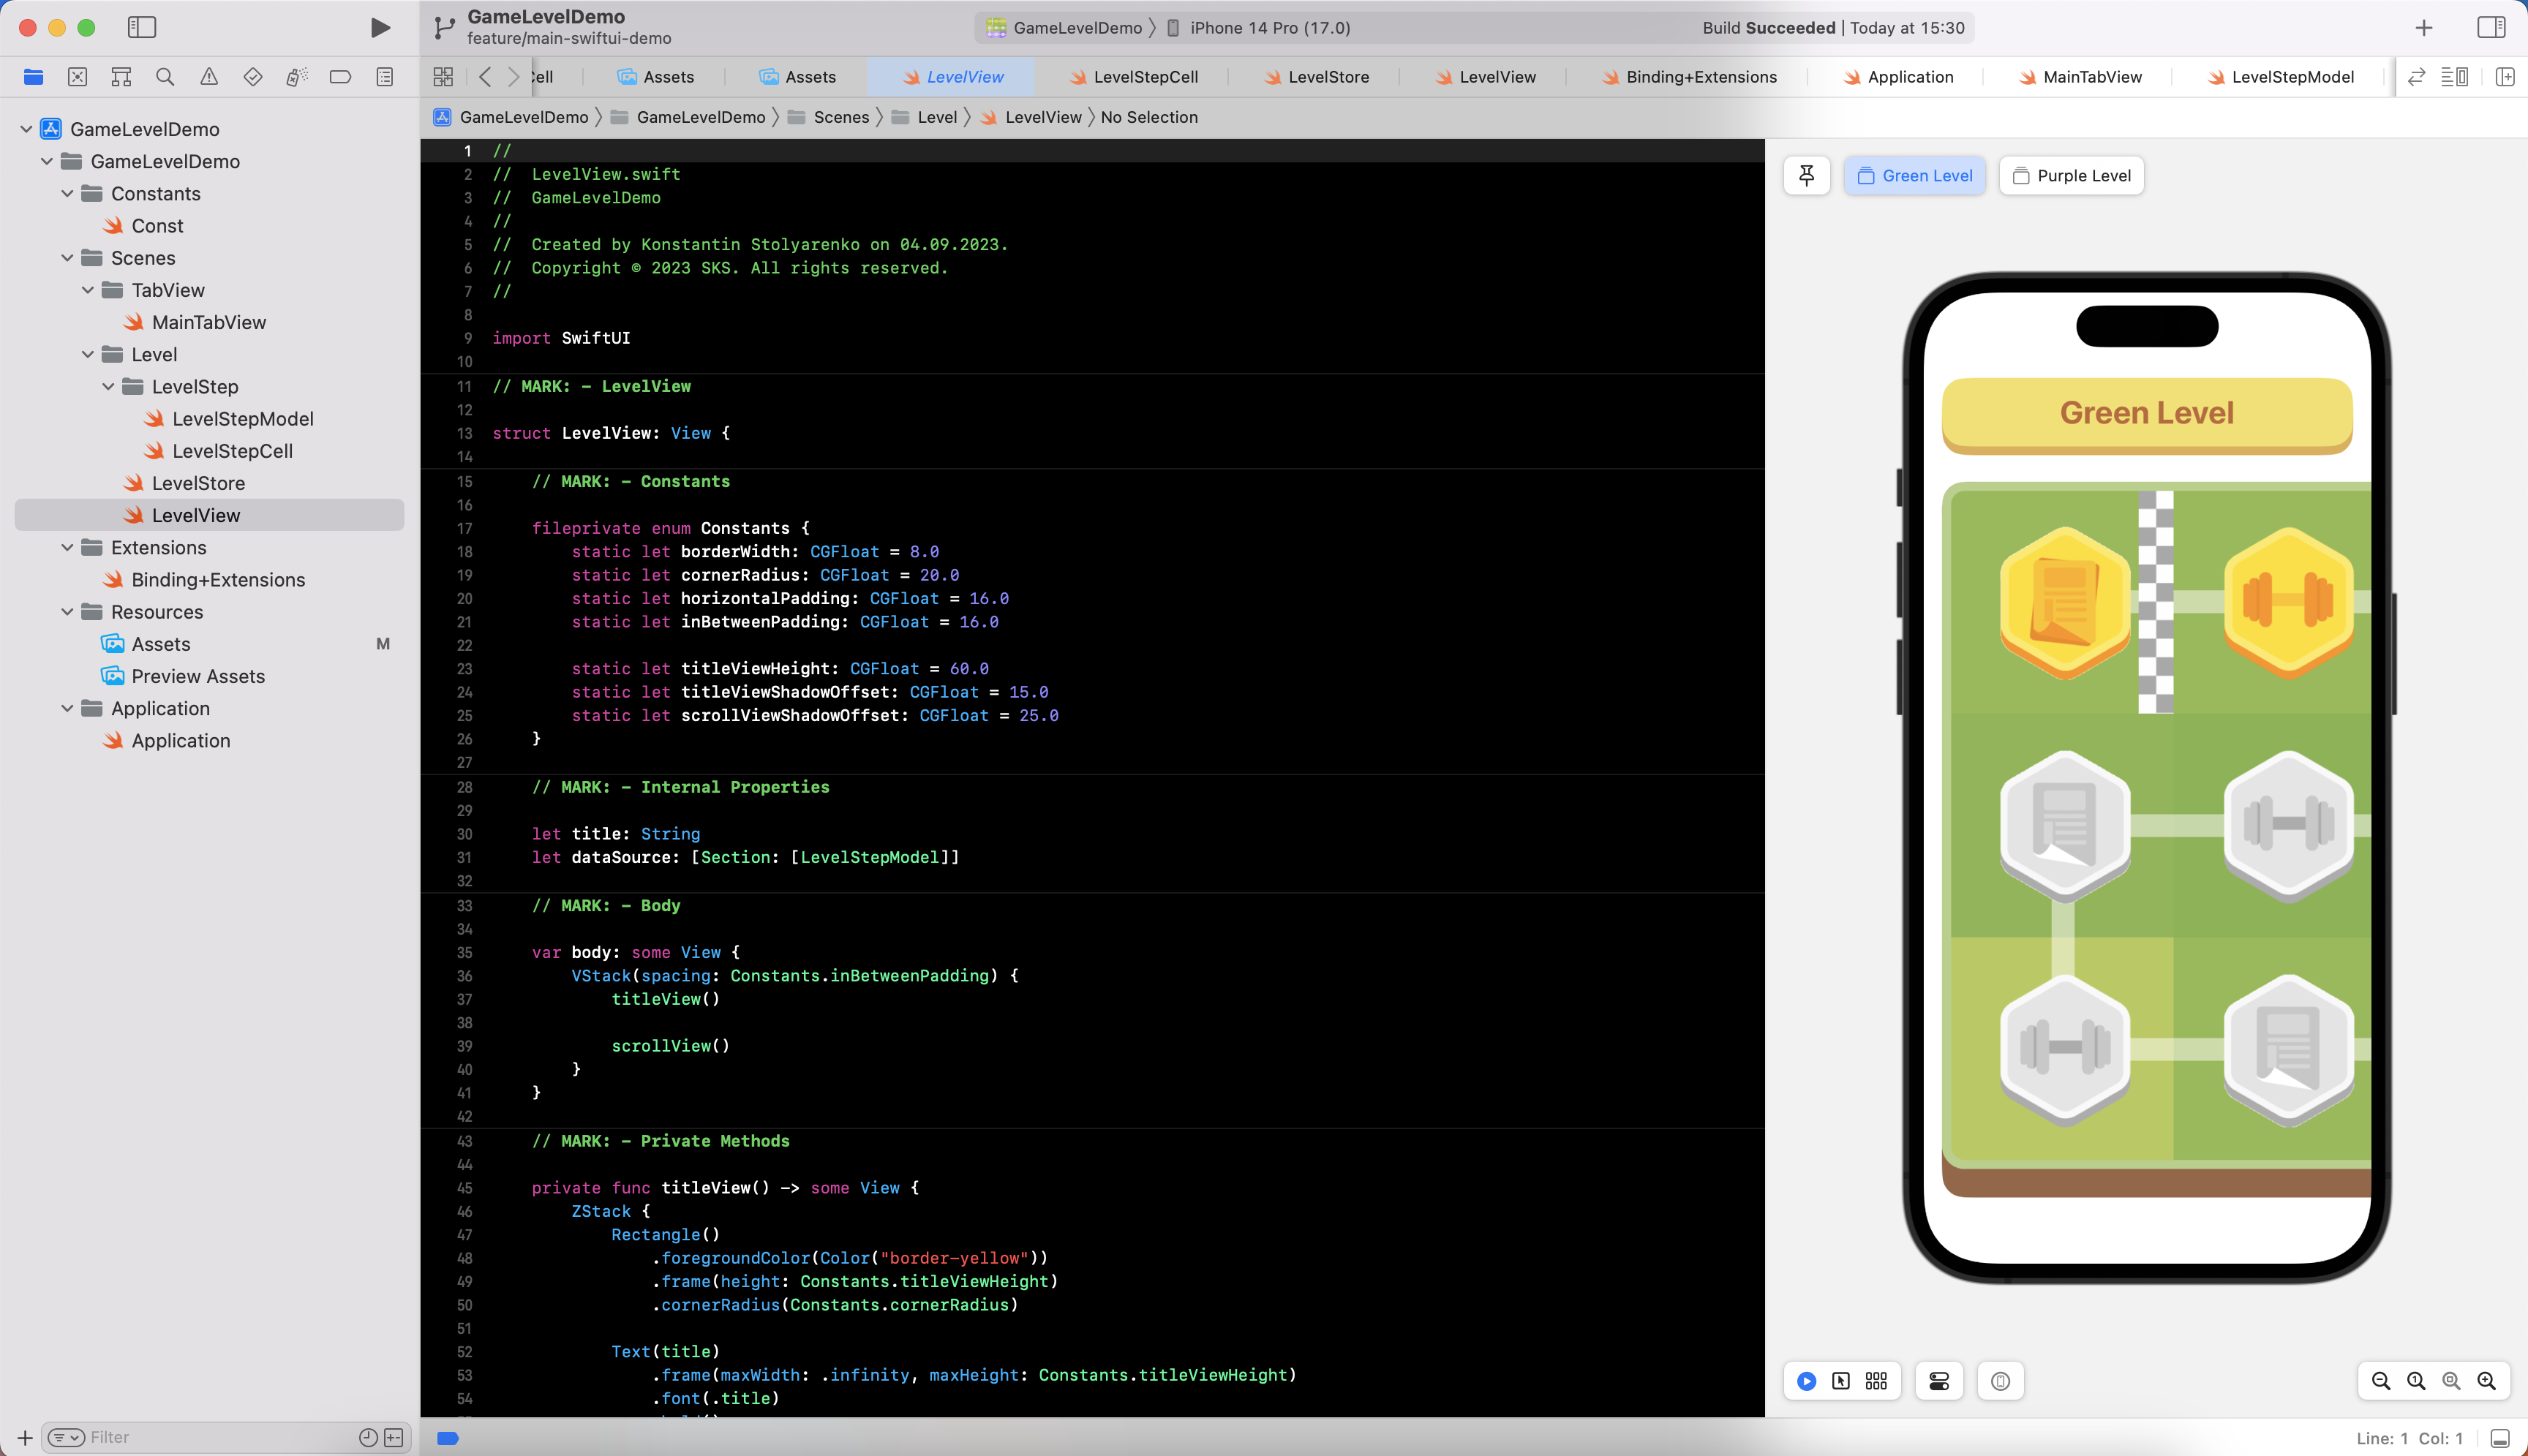 GameLevelDemo
feature/main-swiftui-demo
GameLevelDemo 〉 iPhone 14 Pro (17.0)
Build Succeeded | Today at 15:30
Cell
Assets
Assets
LevelView
LevelStepCell
LevelStore
LevelView
Binding+Extensions
Application
MainTabView
LevelStepModel
GameLevelDemo 〉 GameLevelDemo 〉 Scenes 〉 Level 〉 LevelView 〉 No Selection
GameLevelDemo
GameLevelDemo
Constants
Const
Scenes
TabView
MainTabView
Level
LevelStep
LevelStepModel
LevelStepCell
LevelStore
LevelView
Extensions
Binding+Extensions
Resources
Assets M
Preview Assets
Application
Application
Filter
1 //
2 //  LevelView.swift
3 //  GameLevelDemo
4 //
5 //  Created by Konstantin Stolyarenko on 04.09.2023.
6 //  Copyright © 2023 SKS. All rights reserved.
7 //
8
9 import SwiftUI
10
11 // MARK: - LevelView
12
13 struct LevelView: View {
14
15     // MARK: - Constants
16
17     fileprivate enum Constants {
18         static let borderWidth: CGFloat = 8.0
19         static let cornerRadius: CGFloat = 20.0
20         static let horizontalPadding: CGFloat = 16.0
21         static let inBetweenPadding: CGFloat = 16.0
22
23         static let titleViewHeight: CGFloat = 60.0
24         static let titleViewShadowOffset: CGFloat = 15.0
25         static let scrollViewShadowOffset: CGFloat = 25.0
26     }
27
28     // MARK: - Internal Properties
29
30     let title: String
31     let dataSource: [Section: [LevelStepModel]]
32
33     // MARK: - Body
34
35     var body: some View {
36         VStack(spacing: Constants.inBetweenPadding) {
37             titleView()
38
39             scrollView()
40         }
41     }
42
43     // MARK: - Private Methods
44
45     private func titleView() -> some View {
46         ZStack {
47             Rectangle()
48                 .foregroundColor(Color("border-yellow"))
49                 .frame(height: Constants.titleViewHeight)
50                 .cornerRadius(Constants.cornerRadius)
51
52             Text(title)
53                 .frame(maxWidth: .infinity, maxHeight: Constants.titleViewHeight)
54                 .font(.title)
Green Level
Purple Level
Green Level
Line: 1 Col: 1